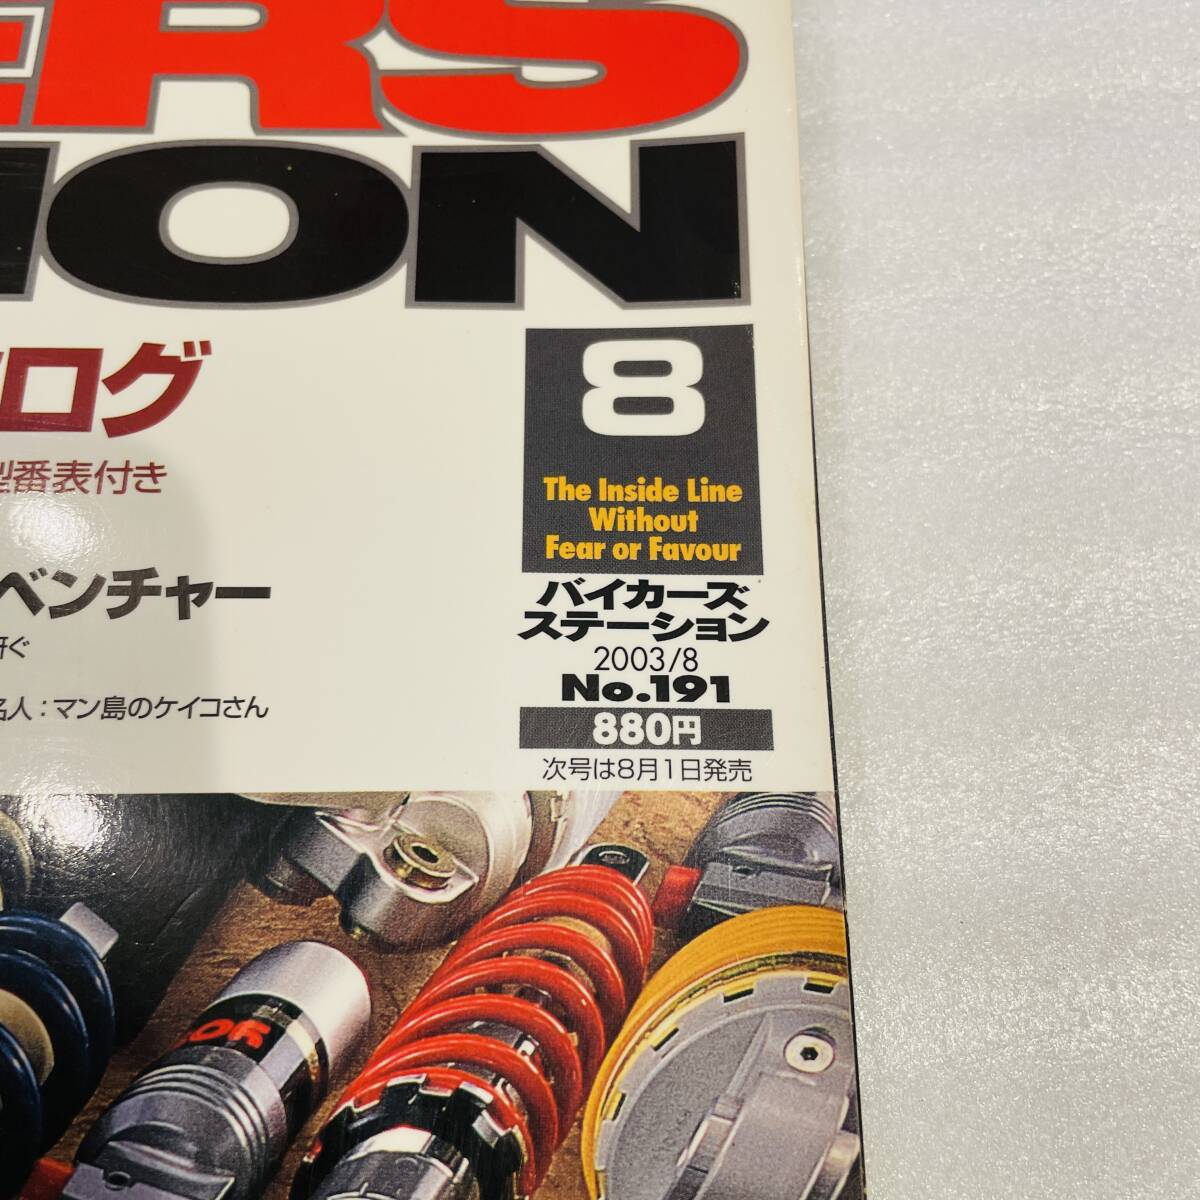 ERS
ION
ログ
型番表付き
ベンチャー
研ぐ
名人：マン島のケイコさん
8
The Inside Line
Without
Fear or Favour
バイカーズ
ステーション
2003/8
No.191
880円
次号は8月1日発売